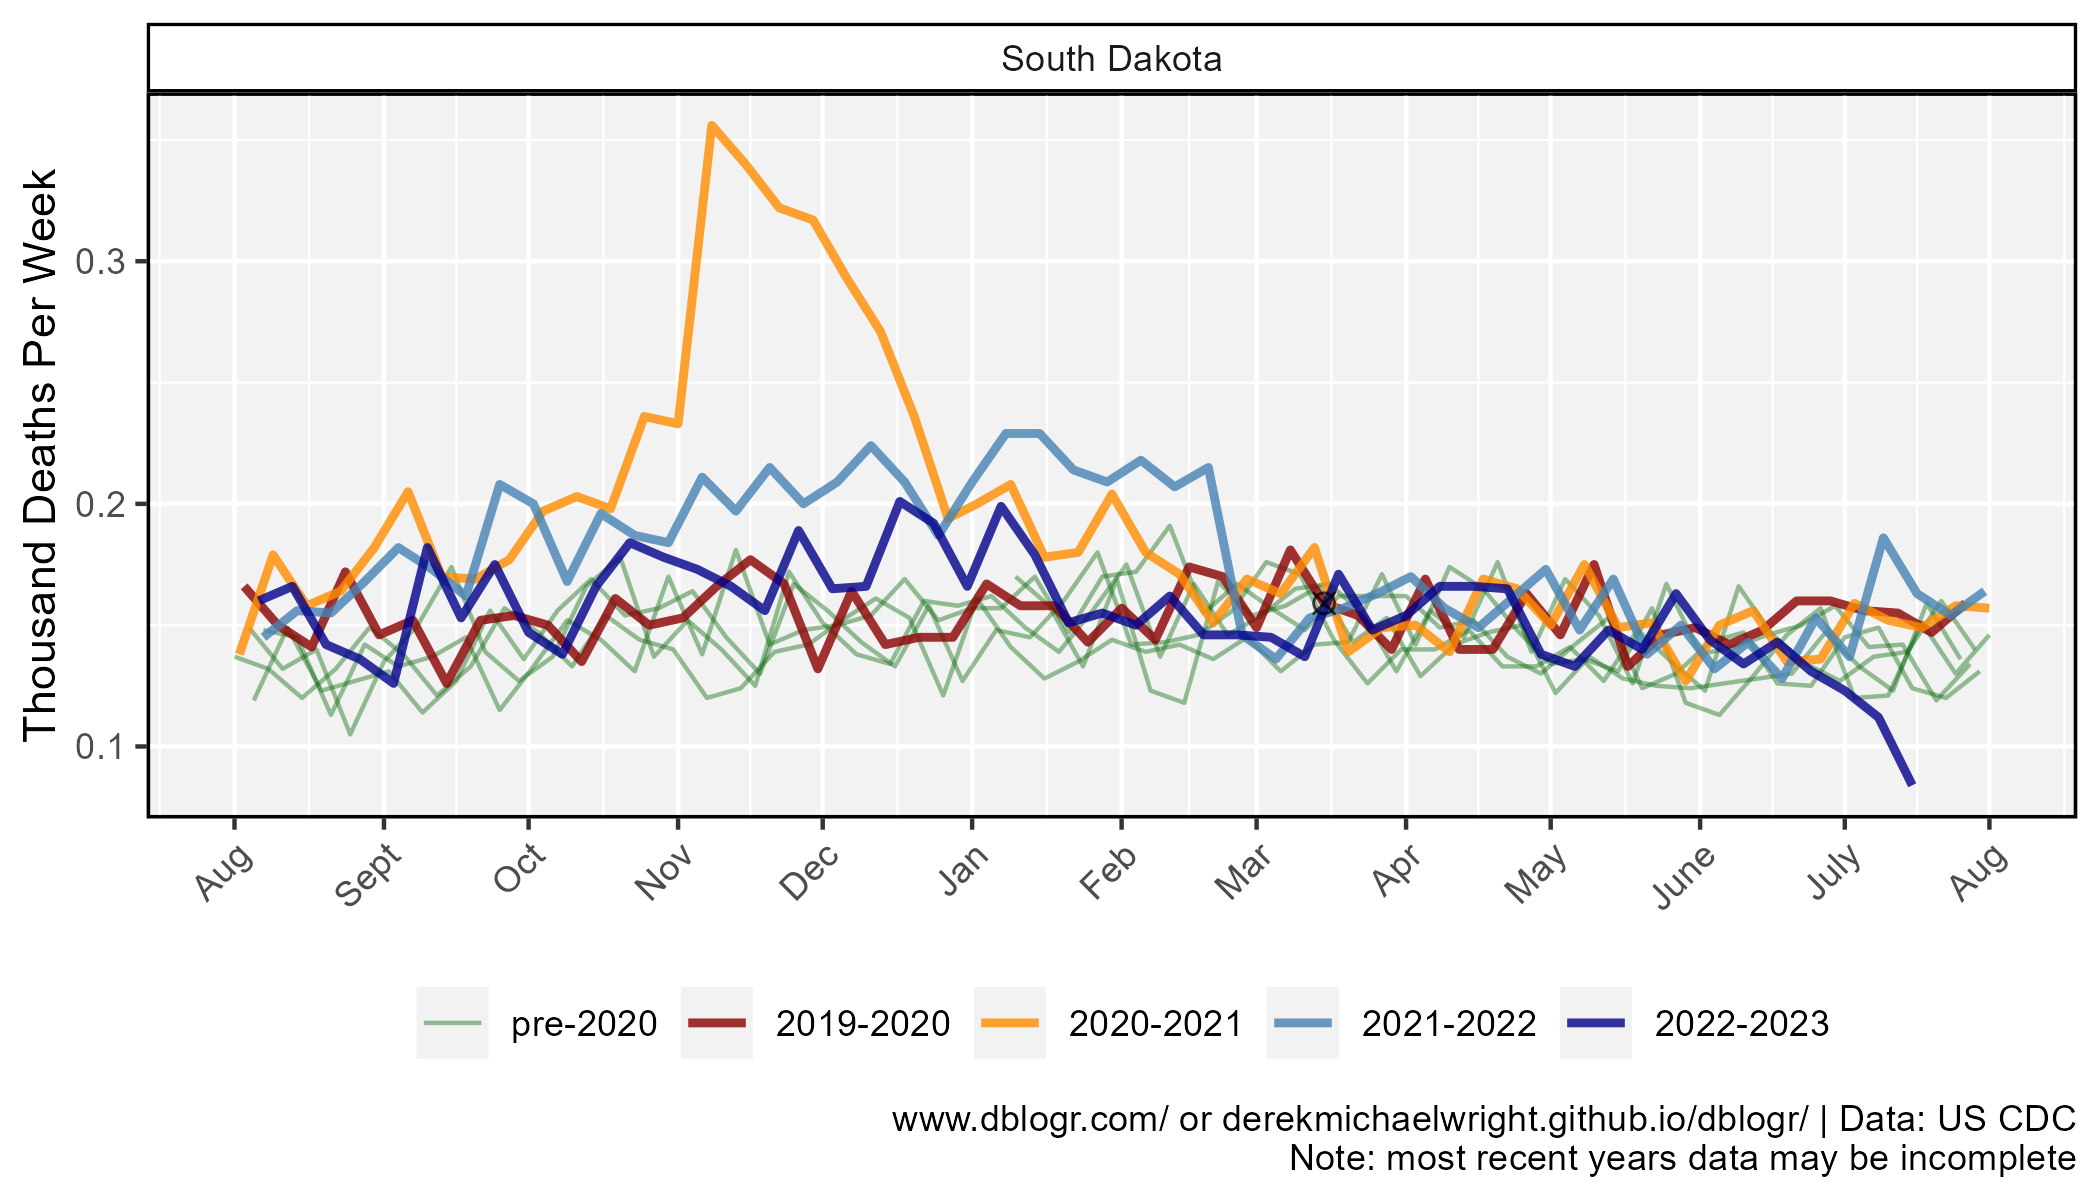 South Dakota
Thousand Deaths Per Week
0.3
0.2
0.1
Aug Sept Oct Nov Dec Jan Feb Mar Apr May June July Aug
pre-2020 2019-2020 2020-2021 2021-2022 2022-2023
www.dblogr.com/ or derekmichaelwright.github.io/dblogr/ | Data: US CDC
Note: most recent years data may be incomplete